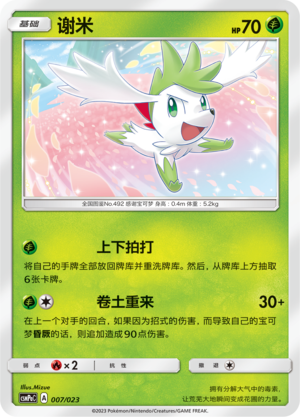 基础 谢米 HP70
全国图鉴No.492 感谢宝可梦 身高：0.4m 体重：5.2kg
上下拍打
将自己的手牌全部放回牌库并重洗牌库。然后，从牌库上方抽取
6张卡牌。
卷土重来 30+
在上一个对手的回合，如果因为招式的伤害，而导致自己的宝可
梦昏厥的话，则追加造成90点伤害。
弱点 ×2 抗性
Illus.Mizue
CSMPgC A 007/023
拥有分解大气中的毒素，
让荒芜大地瞬间变成花圃的力量。
©2023 Pokémon/Nintendo/Creatures/GAME FREAK.